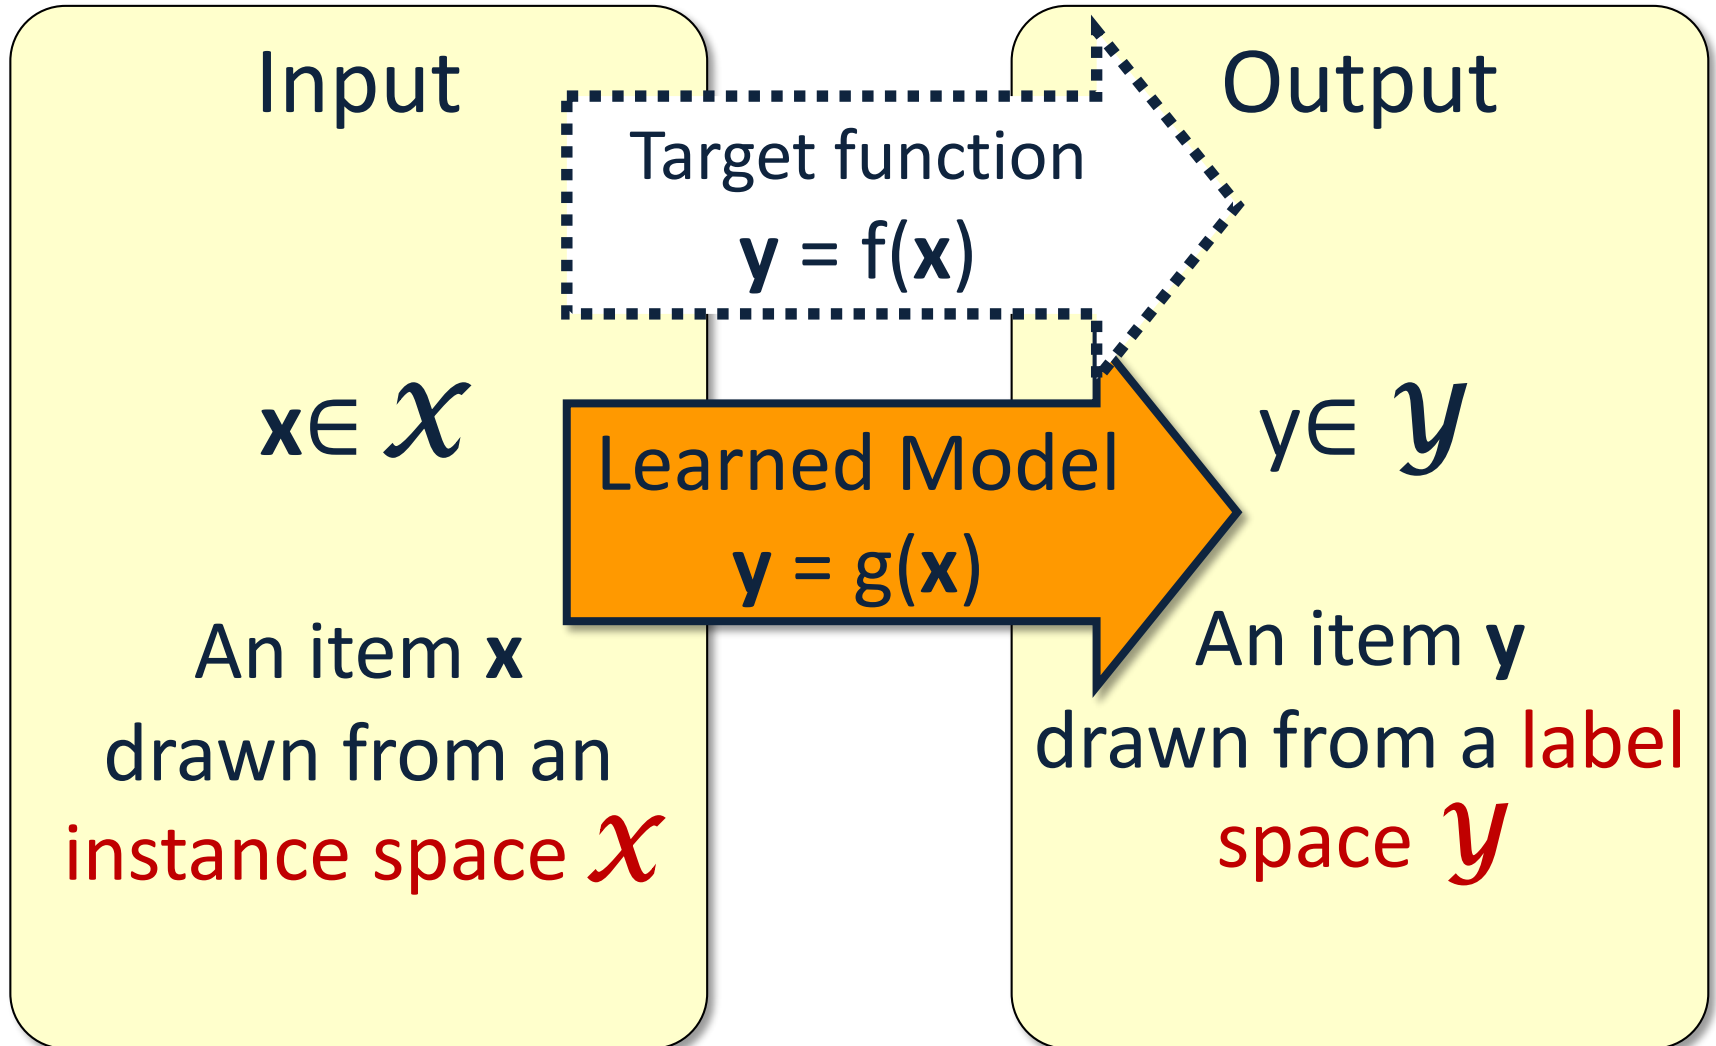 Input
x∈ 𝒳
An item x
drawn from an
instance space 𝒳
Target function
y = f(x)
Learned Model
y = g(x)
Output
y∈ 𝒴
An item y
drawn from a label
space 𝒴